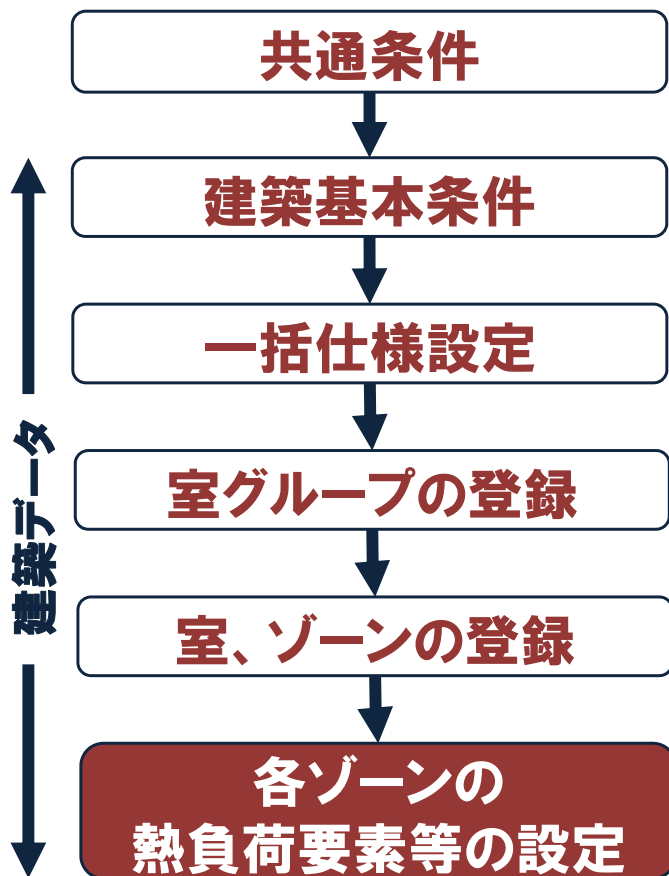 共通条件
建築基本条件
一括仕様設定
室グループの登録
室、ゾーンの登録
各ゾーンの
熱負荷要素等の設定
建築データ